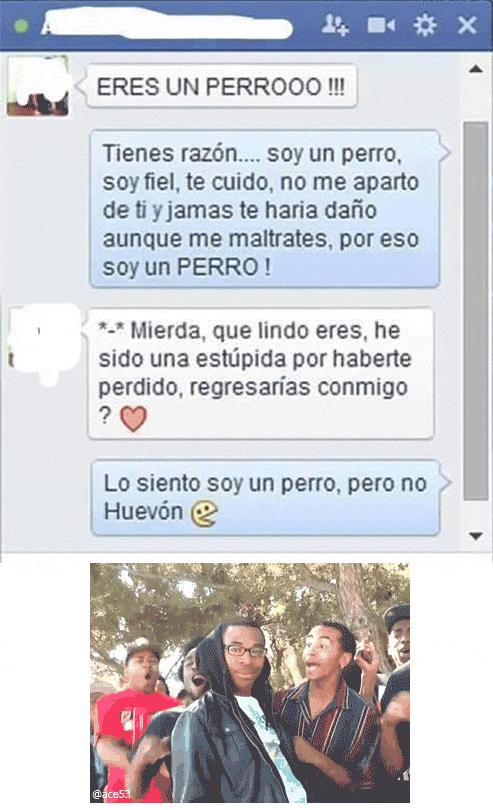 ERES UN PERROOO !!!
Tienes razón.... soy un perro,
soy fiel, te cuido, no me aparto
de ti y jamas te haria daño
aunque me maltrates, por eso
soy un PERRO !
*-* Mierda, que lindo eres, he
sido una estúpida por haberte
perdido, regresarías conmigo
?
Lo siento soy un perro, pero no
Huevón
@ace53